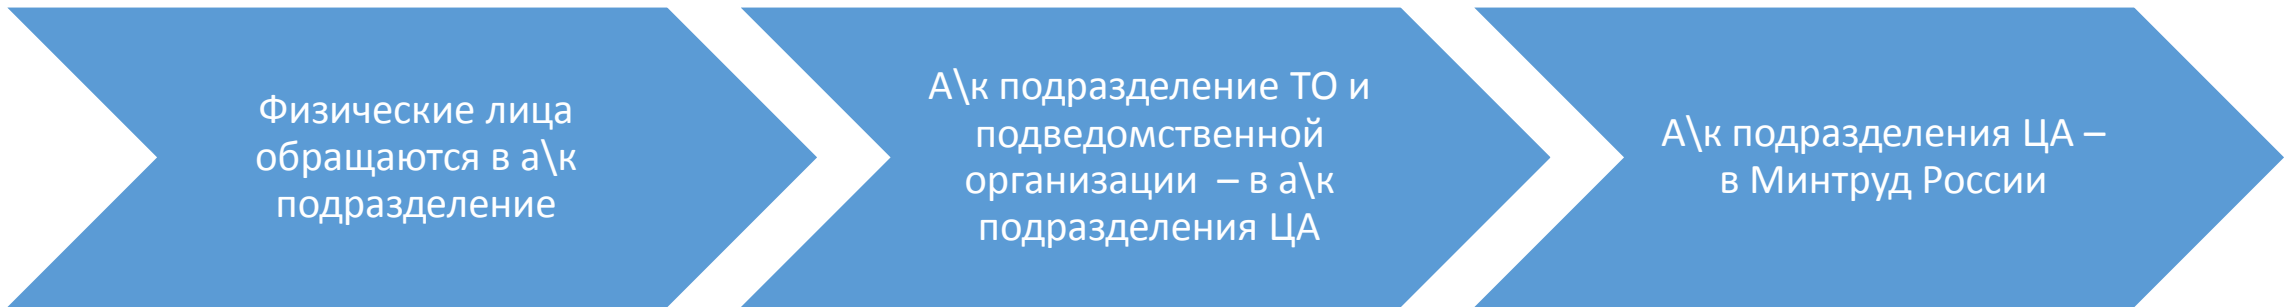 Физические лица
обращаются в а\к
подразделение
А\к подразделение ТО и
подведомственной
организации – в а\к
подразделения ЦА
А\к подразделения ЦА –
в Минтруд России